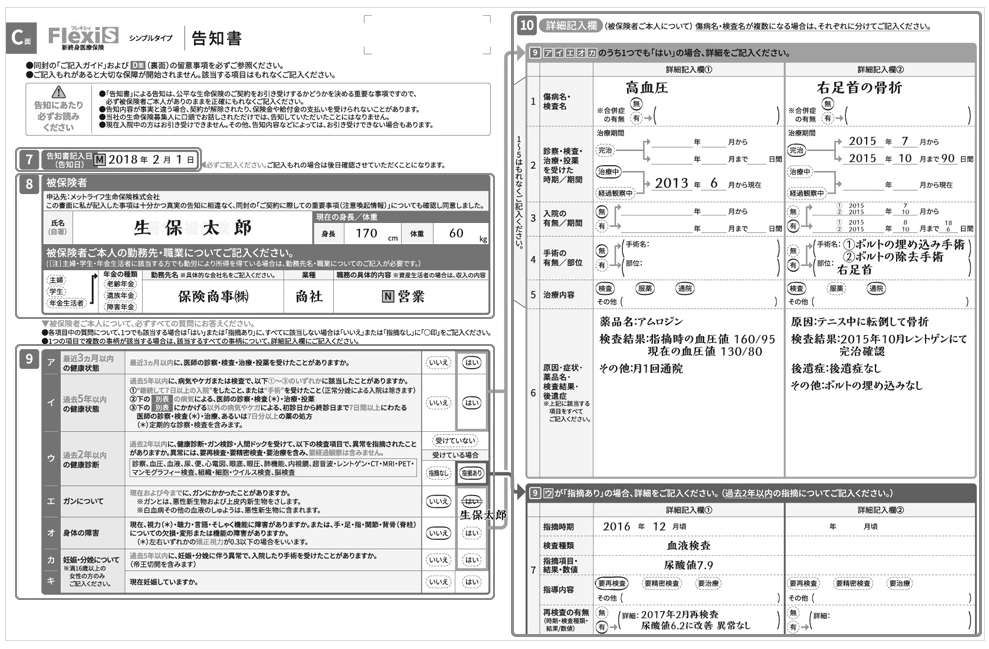 C面
フレキシィ
FlexiS
新終身医療保険
シンプルタイプ
告知書
●同封の「ご記入ガイド」および D面 (裏面)の留意事項を必ずご参照ください。
●ご記入もれがあると大切な保障が開始されません。該当する項目はもれなくご記入ください。
告知にあたり
必ずお読み
ください
●「告知書」による告知は、公平な生命保険のご契約をお引き受けするかどうかを決める重要な事項ですので、
必ず被保険者ご本人がありのままを正確にもれなくご記入ください。
●告知内容が事実と違う場合、契約が解除されたり、保険金や給付金の支払いを受けられないことがあります。
●当社の生命保険募集人に口頭でお話しされただけでは、告知していただいたことにはなりません。
●現在入院中の方はお引き受けできません。その他、告知内容などによっては、お引き受けできない場合もあります。
7
告知書記入日
(告知日)
M 2018 年 2 月 1 日
必ずご記入ください。ご記入もれの場合は後日確認させていただくことになります。
8
被保険者
申込先:メットライフ生命保険株式会社
この書面に私が記入した事項は十分かつ真実の告知に相違なく、同封の「ご契約に際しての重要事項(注意喚起情報)」についても確認し同意しました。
氏名
(自署)
生 保 太 郎
現在の身長/体重
身長 170 cm 体重 60 kg
被保険者ご本人の勤務先・職業についてご記入ください。
([注]主婦・学生・年金生活者に該当する方でも勤労により所得を得ている場合は、勤務先・職業についてのご記入が必要です。)
主婦
学生
年金生活者
年金の種類
老齢年金
遺族年金
障害年金
勤務先名 ※具体的な会社名をご記入ください。
業種
職務の具体的内容 ※資産生活者の場合は、収入の内容
保険商事㈱
商社
N 営業
▼被保険者ご本人について、必ずすべての質問にお答えください。
●各項目中の質問について、1つでも該当する場合は「はい」または「指摘あり」に、すべてに該当しない場合は「いいえ」または「指摘なし」に「○印」をご記入ください。
●1つの項目で複数の事柄が該当する場合は、該当するすべての事柄について、詳細記入欄にご記入ください。
9
ア
最近3ヵ月以内
の健康状態
最近3ヵ月以内に、医師の診察・検査・治療・投薬を受けたことがありますか。
いいえ はい
イ
過去5年以内
の健康状態
過去5年以内に、病気やケガまたは検査で、以下①～③のいずれかに該当したことがありますか。
①“継続して7日以上の入院”をしたこと、または“手術”を受けたこと(正常分娩による入院は除きます)
②下の 別表 の病気による、医師の診察・検査(*)・治療・投薬
③下の 別表 にかかげる以外の病気やケガによる、初診日から終診日まで7日間以上にわたる
医師の診察・検査(*)・治療、あるいは7日分以上の薬の処方
(*)定期的な診察・検査を含みます。
いいえ はい
ウ
過去2年以内
の健康診断
過去2年以内に、健康診断・ガン検診・人間ドックを受けて、以下の検査項目で、異常を指摘されたこと
がありますか。異常には、要再検査・要精密検査・要治療を含み、要経過観察は含みません。
診察、血圧、血液、尿、便、心電図、眼底、眼圧、肺機能、内視鏡、超音波・レントゲン・CT・MRI・PET・
マンモグラフィー検査、組織・細胞・ウイルス検査、脳検査
受けていない
受けている場合
指摘なし 指摘あり
エ
ガンについて
現在および今までに、ガンにかかったことがありますか。
※ガンとは、悪性新生物および上皮内新生物をさします。
※白血病その他の血液のしゅようは、悪性新生物に含まれます。
いいえ はい
生保太郎
オ
身体の障害
現在、視力(*)・聴力・言語・そしゃく機能に障害がありますか。または、手・足・指・関節・背骨(脊柱)
についての欠損・変形または機能の障害がありますか。
(*)左右いずれかの矯正視力が0.3以下の場合をいいます。
いいえ はい
カ
妊娠・分娩について
※満16歳以上の
女性の方のみ
ご記入ください。
過去5年以内に、妊娠・分娩に伴う異常で、入院したり手術を受けたことがありますか。
(帝王切開を含みます)
いいえ はい
キ
現在妊娠していますか。
いいえ はい
10
詳細記入欄
(被保険者ご本人について) 傷病名・検査名が複数になる場合は、それぞれに分けてご記入ください。
9 ア イ エ オ カ のうち1つでも「はい」の場合、詳細をご記入ください。
1～5はもれなくご記入ください。
詳細記入欄① 詳細記入欄②
1
傷病名・
検査名
高血圧
※合併症の有無 無 有 ( )
右足首の骨折
※合併症の有無 無 有 ( )
2
診察・検査・
治療・投薬
を受けた
時期/期間
治療期間
完治 年 月から
年 月まで 日間
治療中
経過観察中
2013 年 6 月から現在
治療期間
完治 2015 年 7 月から
2015 年 10 月まで 90 日間
治療中
経過観察中
年 月から現在
3
入院の
有無/期間
無 有
年 月から
年 月まで 日間
無 有
① 2015 年 7 月から
② 2015 10
① 2015 年 8 月まで 18 日間
② 2015 10 6
4
手術の
有無/部位
無 有
手術名:
部位:
無 有
手術名: ①ボルトの埋め込み手術
②ボルトの除去手術
部位: 右足首
5
治療内容
検査 服薬 通院
その他 ( )
検査 服薬 通院
その他 ( )
6
原因・症状・
薬品名・
検査結果・
後遺症
※上記に該当する
項目をすべて
ご記入ください。
薬品名:アムロジン
検査結果:指摘時の血圧値 160/95
現在の血圧値 130/80
その他:月1回通院
原因:テニス中に転倒して骨折
検査結果:2015年10月レントゲンにて
完治確認
後遺症:後遺症なし
その他:ボルトの埋め込みなし
9 ウ が「指摘あり」の場合、詳細をご記入ください。(過去2年以内の指摘についてご記入ください。)
詳細記入欄① 詳細記入欄②
7
指摘時期
2016 年 12 月頃
年 月頃
検査種類
血液検査
指摘項目・
結果・数値
尿酸値7.9
指導内容
要再検査 要精密検査 要治療
その他 ( )
要再検査 要精密検査 要治療
その他 ( )
再検査の有無
(時期・検査種類・
結果/数値)
無 有
詳細: 2017年2月再検査
尿酸値6.2に改善 異常なし
無 有
詳細: